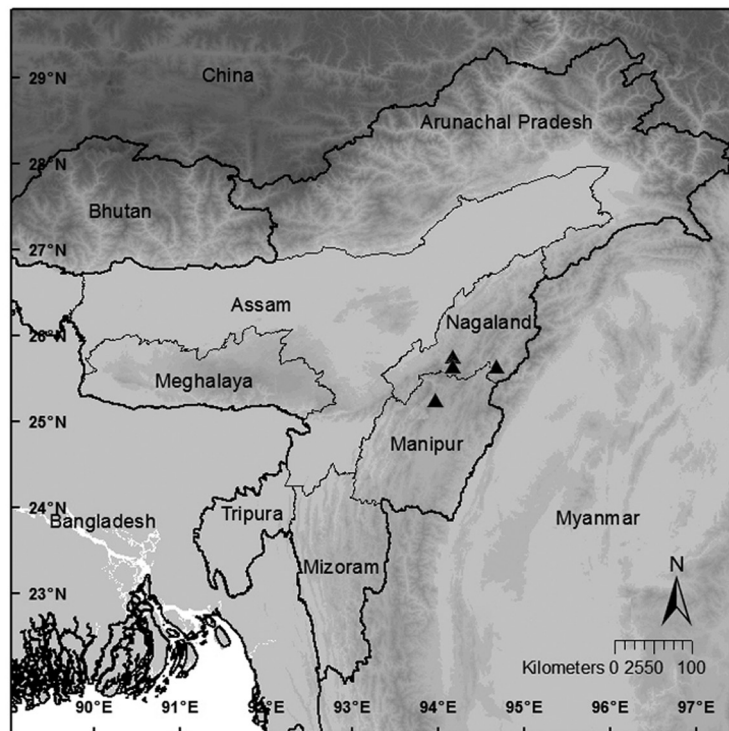 29°N
China
Arunachal Pradesh
28°N
Bhutan
27°N
Assam
Nagaland
26°N
Meghalaya
25°N
Manipur
24°N
Bangladesh
Tripura
Myanmar
Mizoram
23°N
N
Kilometers 0 2550 100
90°E 91°E 92°E 93°E 94°E 95°E 96°E 97°E